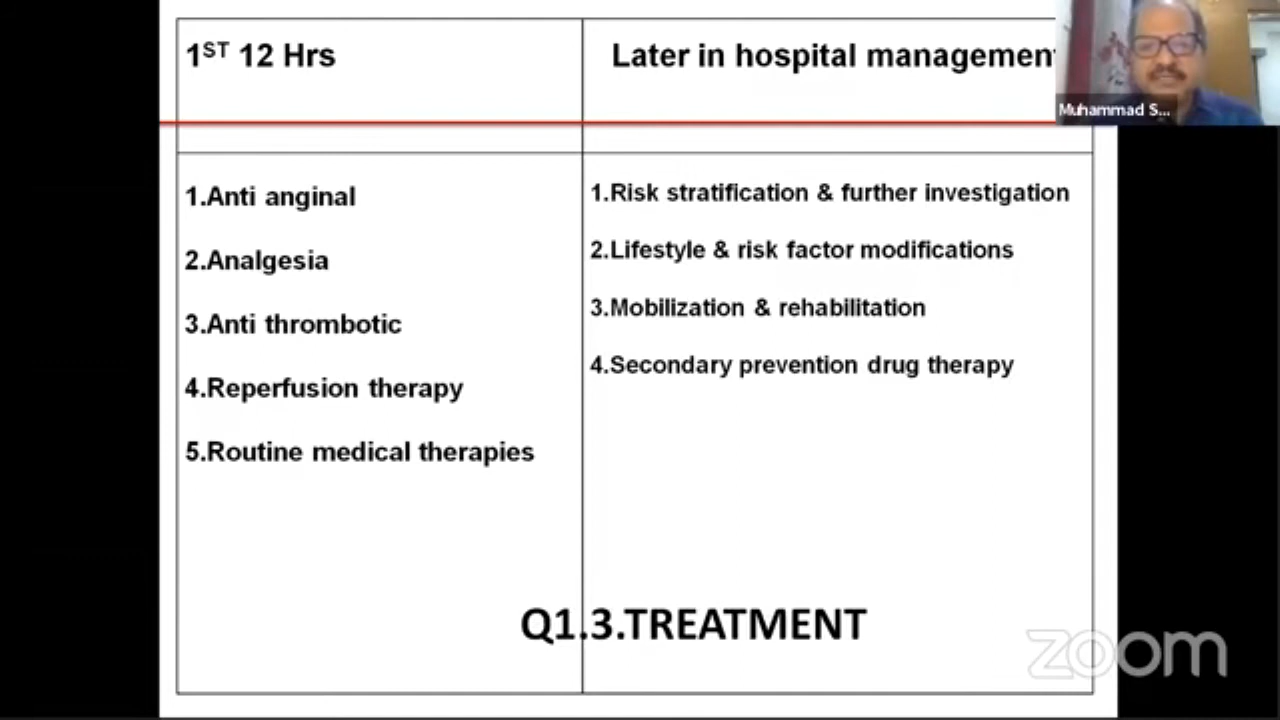 1ST 12 Hrs
Later in hospital management
Muhammad S...
1.Anti anginal
2.Analgesia
3.Anti thrombotic
4.Reperfusion therapy
5.Routine medical therapies
1.Risk stratification & further investigation
2.Lifestyle & risk factor modifications
3.Mobilization & rehabilitation
4.Secondary prevention drug therapy
Q1.3.TREATMENT
zoom